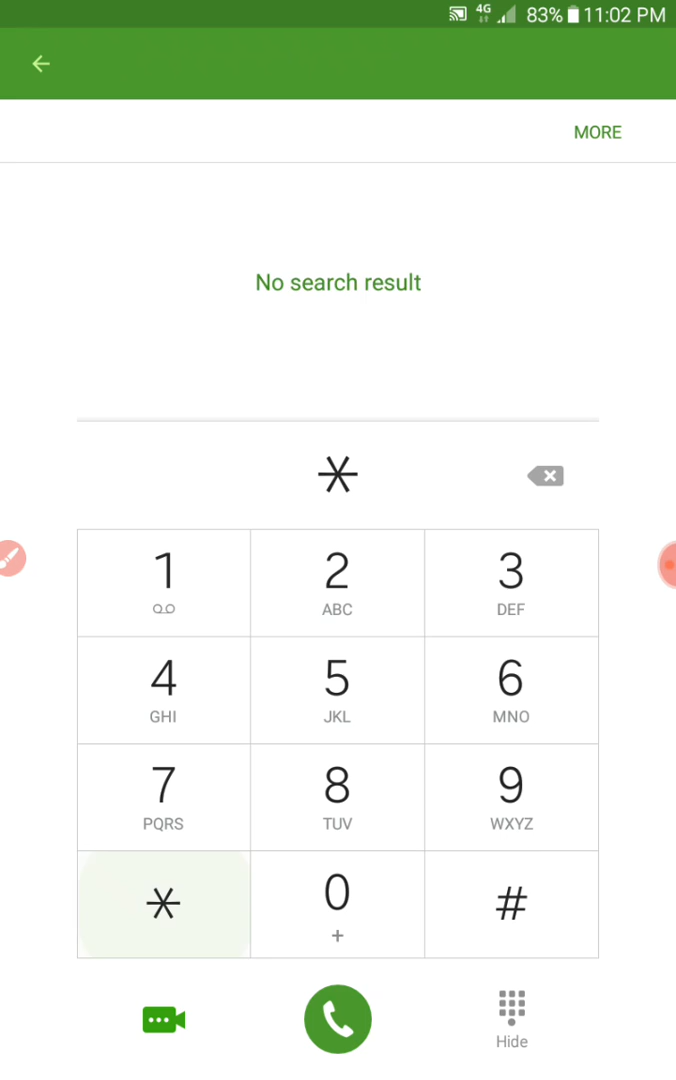 4G 83% 11:02 PM
MORE
No search result
*
1 2 3
ABC DEF
4 5 6
GHI JKL MNO
7 8 9
PQRS TUV WXYZ
* 0 #
+
Hide